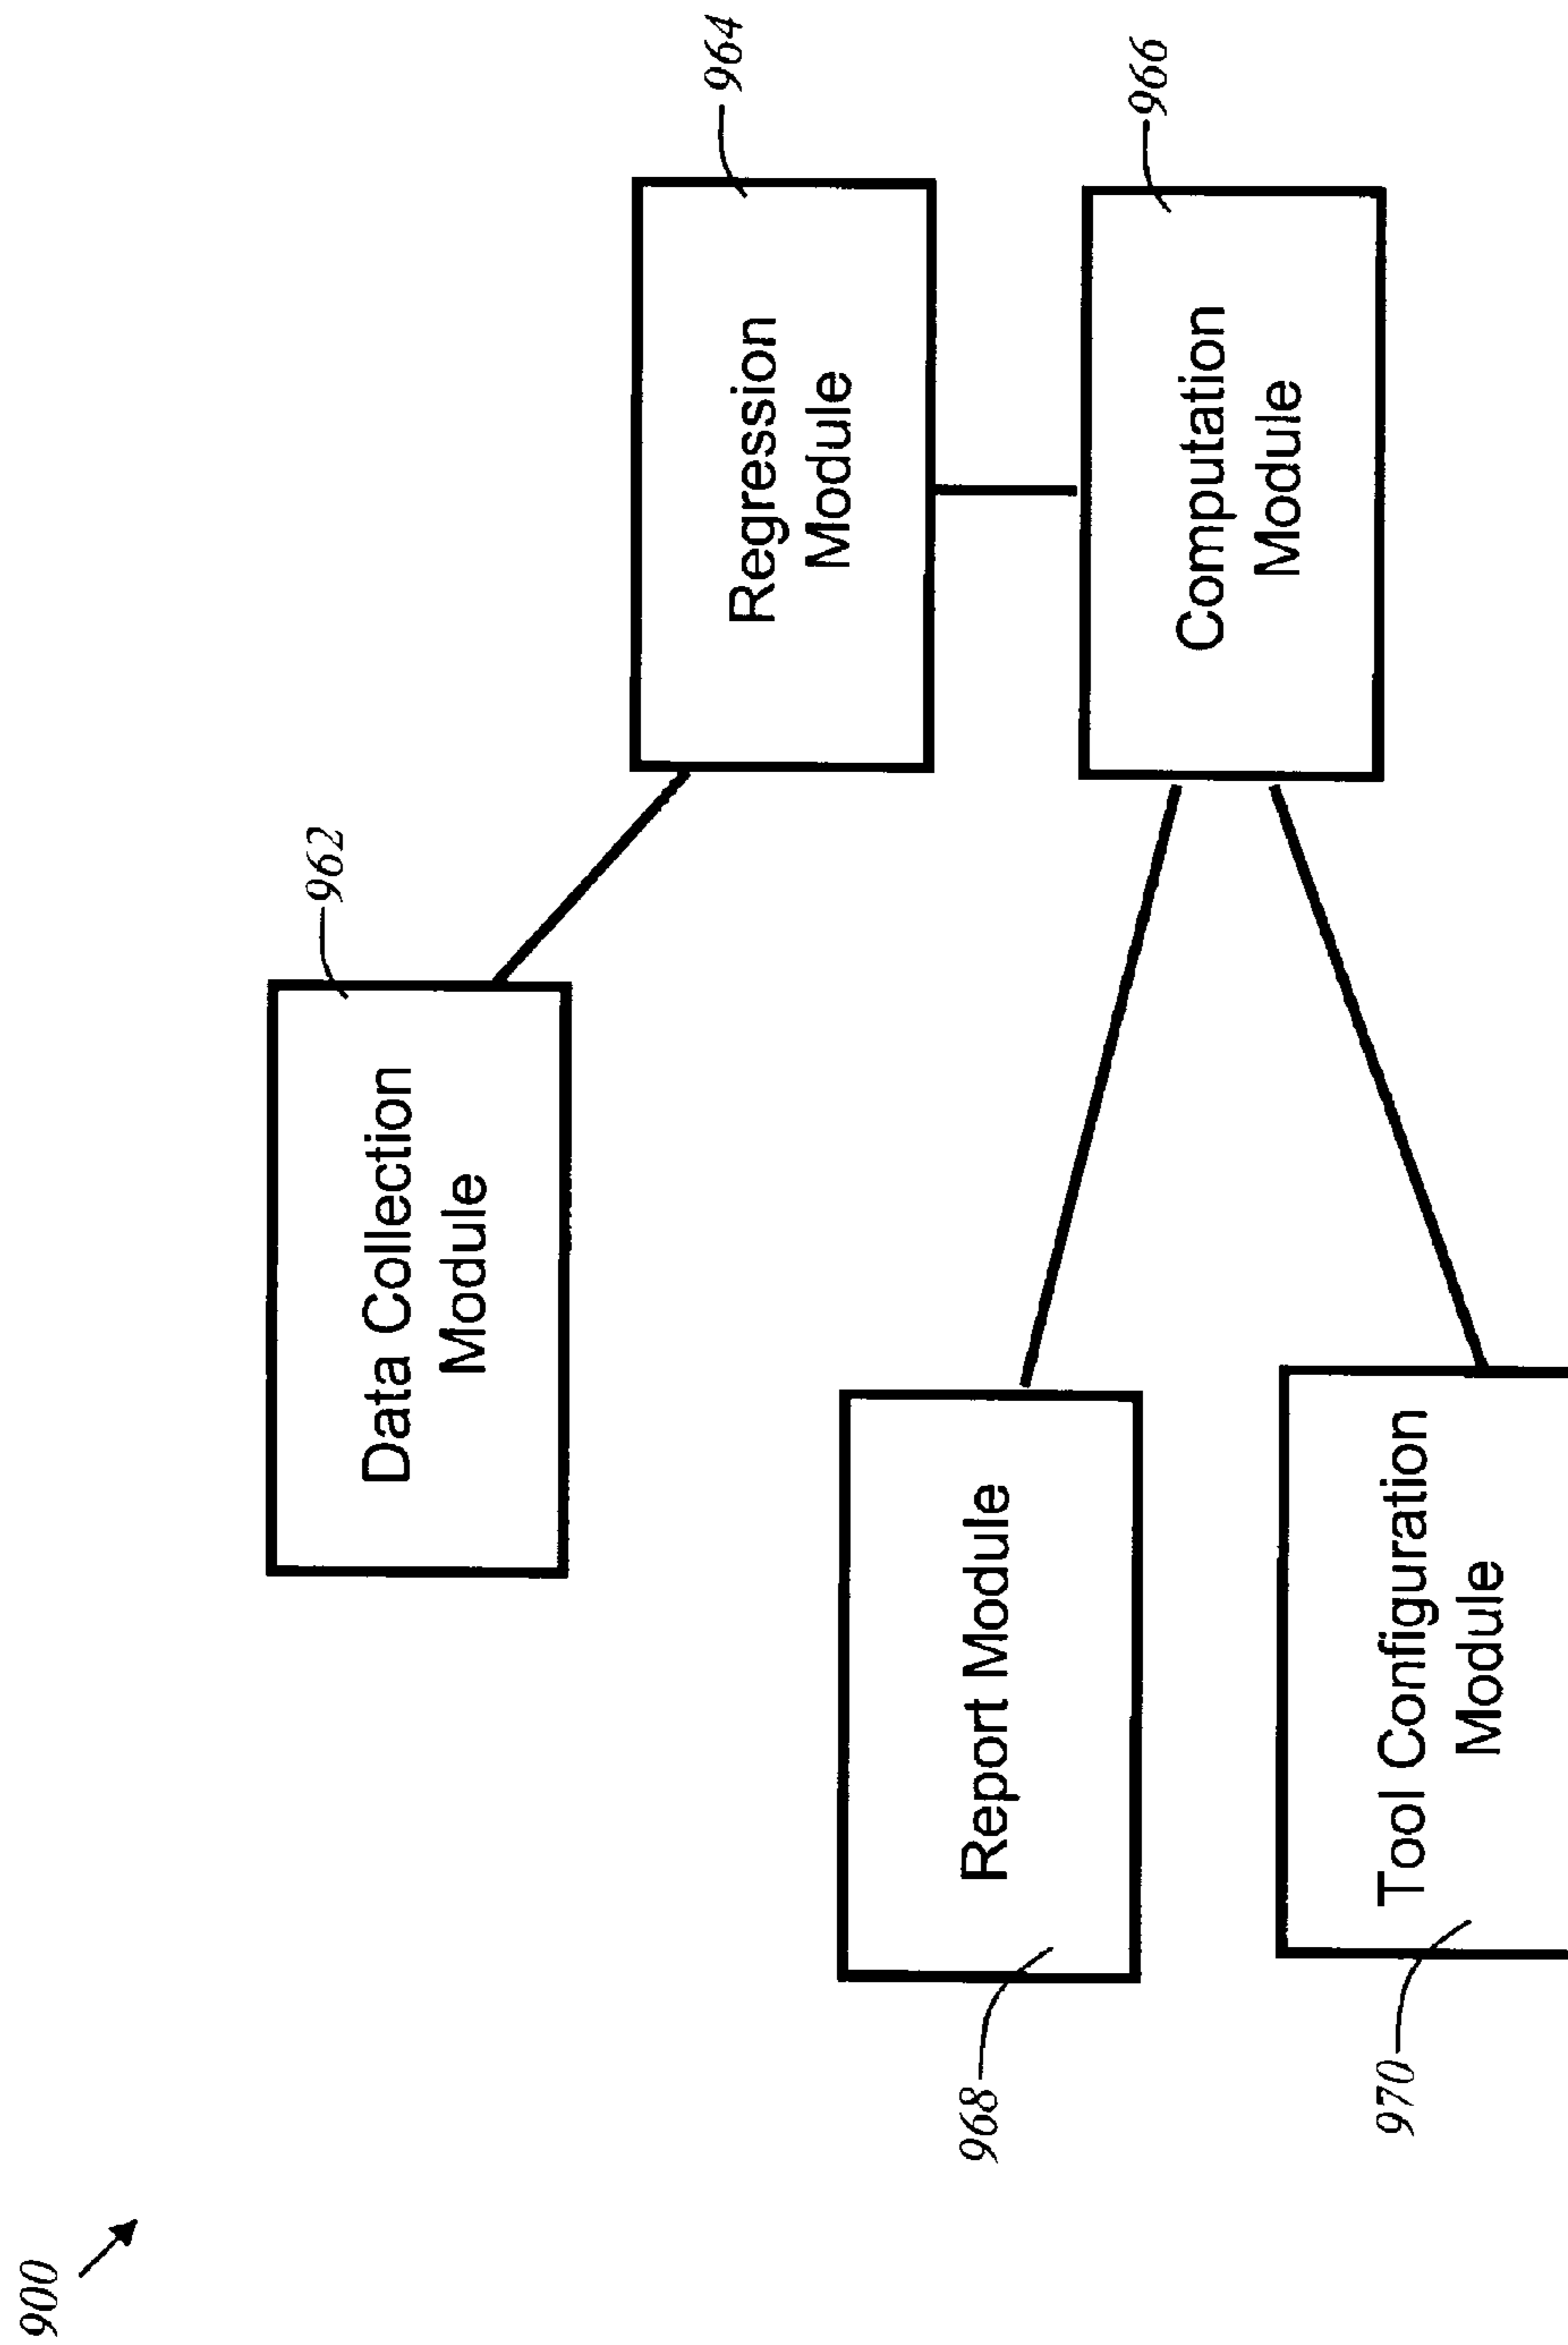 900
962
Data Collection
Module
964
Regression
Module
968
Report Module
966
Computation
Module
970
Tool Configuration
Module